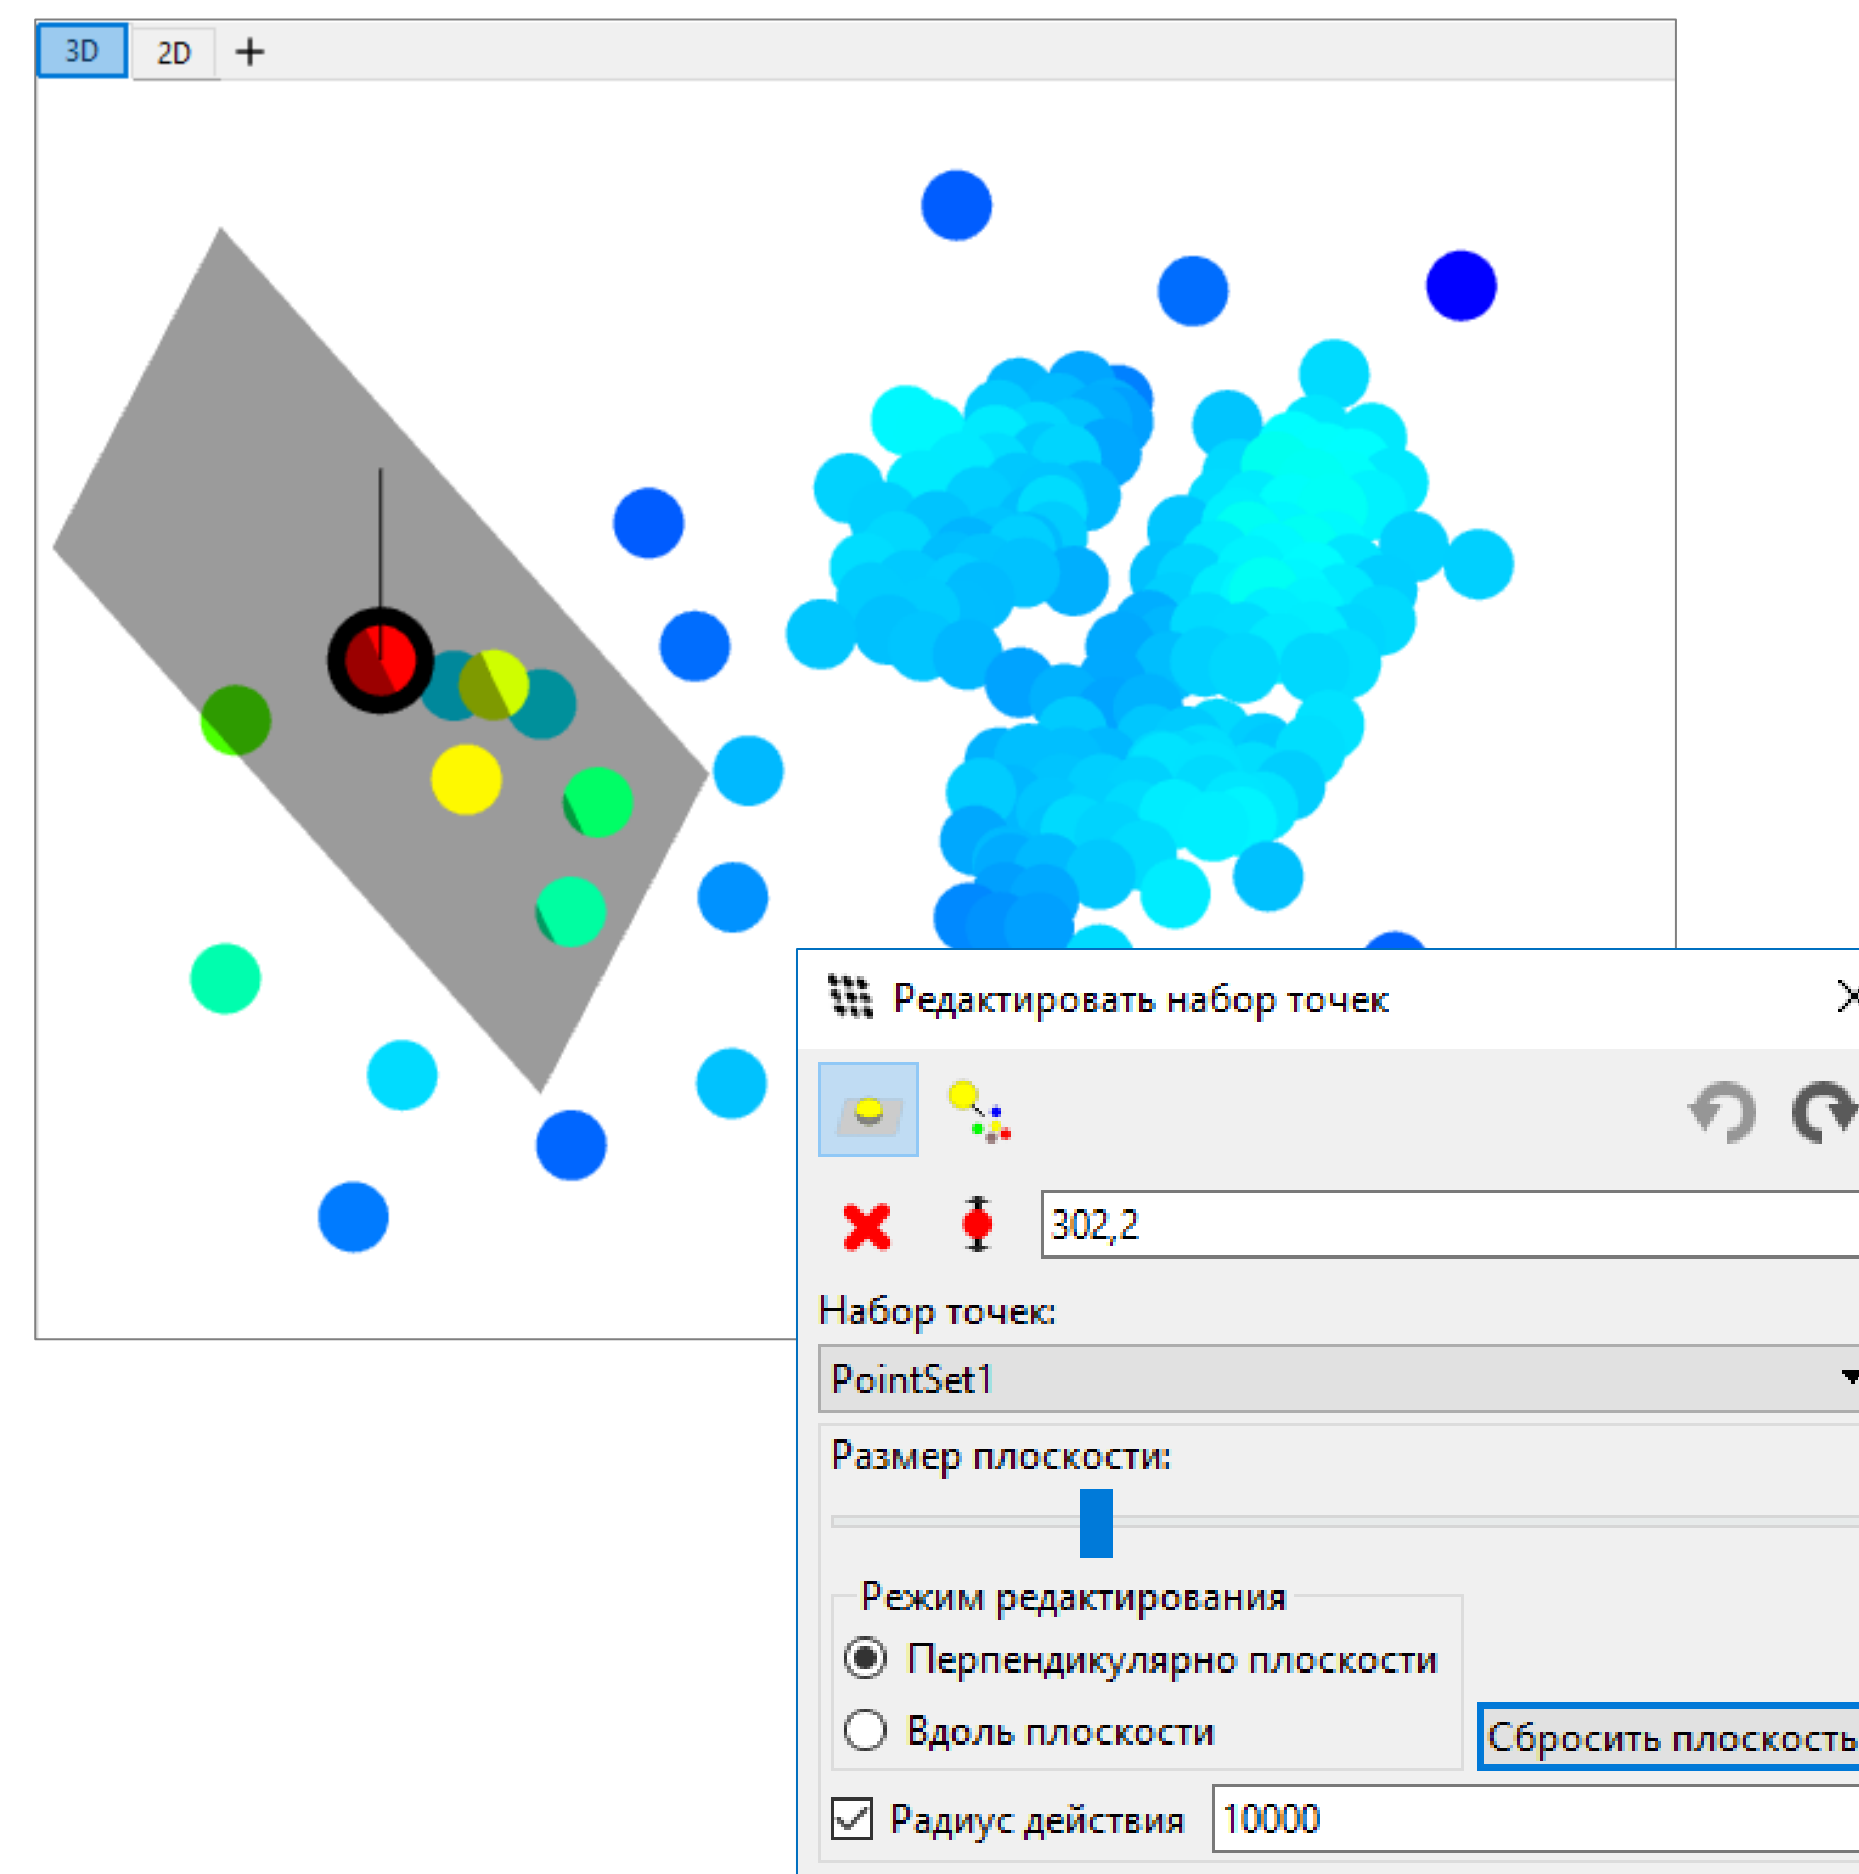 3D 2D +
Редактировать набор точек
302,2
Набор точек:
PointSet1
Размер плоскости:
Режим редактирования
Перпендикулярно плоскости
Вдоль плоскости
Сбросить плоскость
Радиус действия 10000